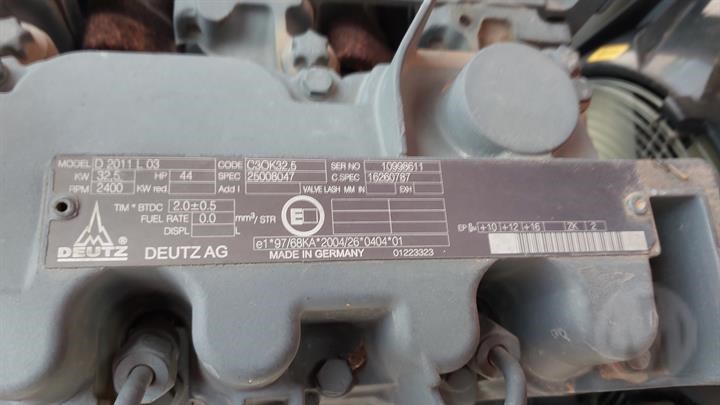 MODEL D 2011 L 03 CODE C3OK32.5 SER NO 10998611
KW 32.5 HP 44 SPEC 25008047 C.SPEC 16260787
RPM 2400 KW red. Add I VALVE LASH MM IN EXH
TIM ° BTDC 2.0±0.5
FUEL RATE 0.0 mm³/STR
DISPL L
E
EP +10 +12 +16 ZK 2
DEUTZ ® DEUTZ AG
e1*97/68KA*2004/26*0404*01
MADE IN GERMANY 01223323